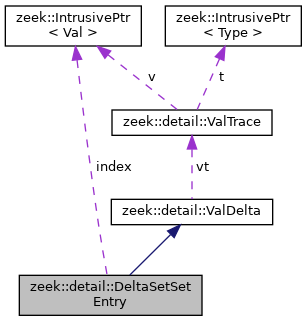 zeek::IntrusivePtr
< Val >
zeek::IntrusivePtr
< Type >
v
t
zeek::detail::ValTrace
index
vt
zeek::detail::ValDelta
zeek::detail::DeltaSetSet
Entry